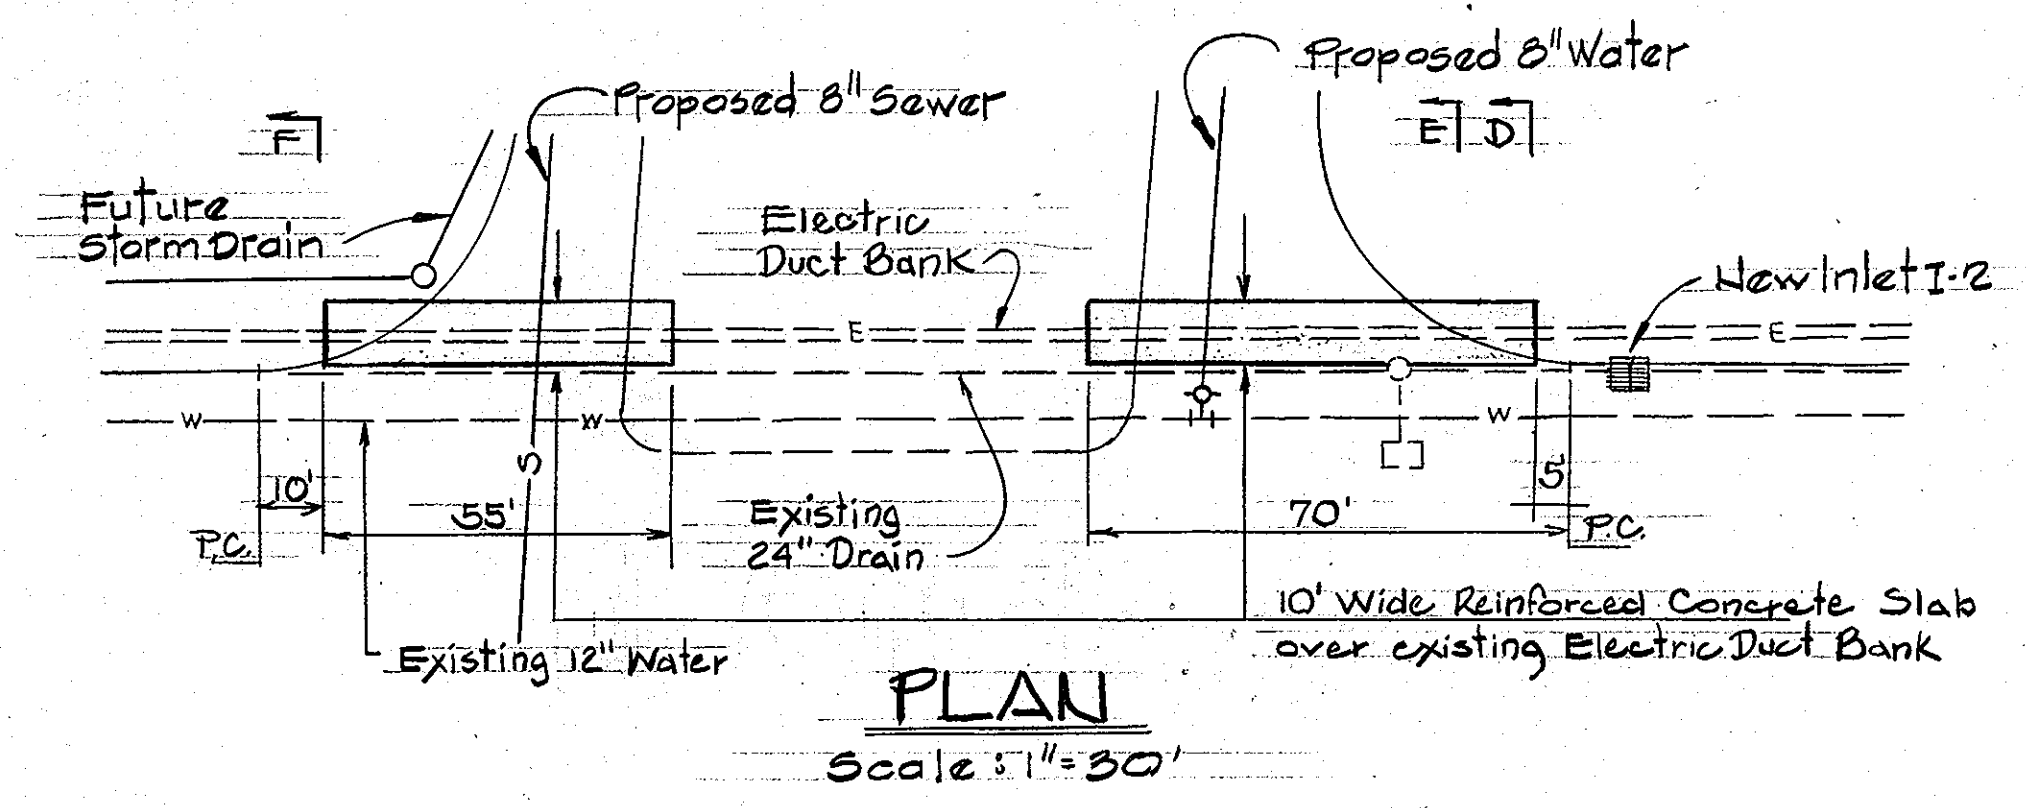 Proposed 8" Water
Proposed 8" Sewer
F
E
D
Future
Storm Drain
Electric
Duct Bank
New Inlet I-2
E
E
W
W
W
S
10'
55'
70'
5'
P.C.
P.C.
Existing
24" Drain
10' Wide Reinforced Concrete Slab
over existing Electric Duct Bank
Existing 12" Water
PLAN
Scale : 1" = 30'